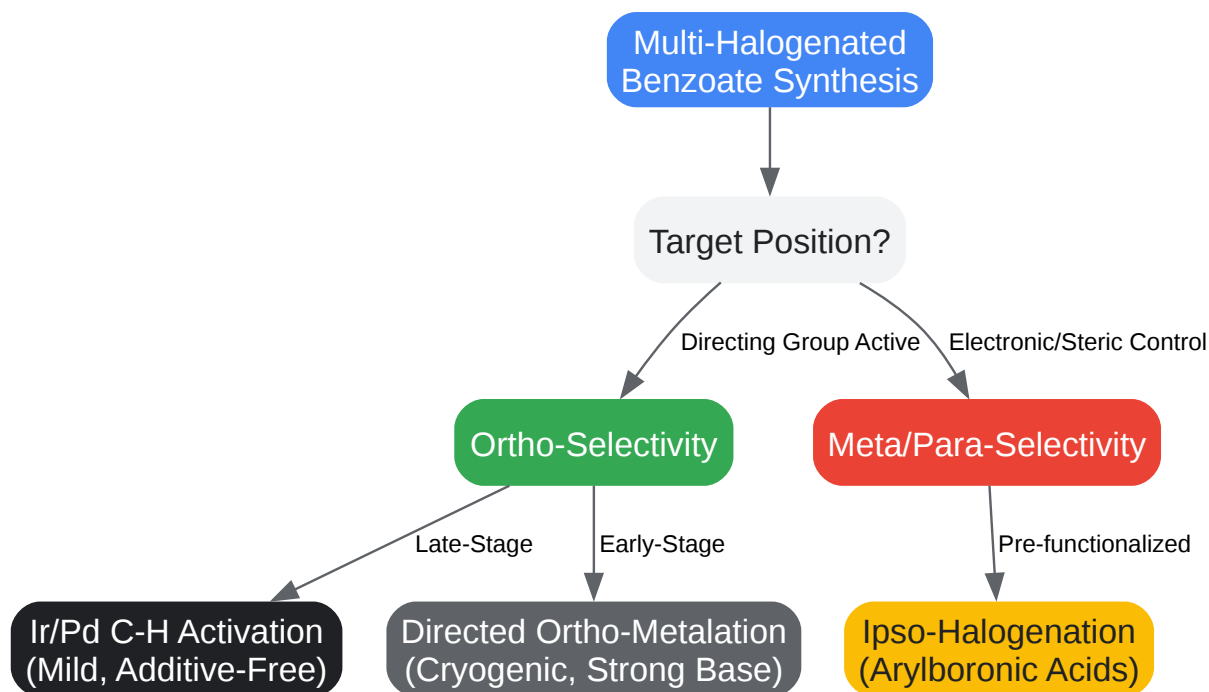 Multi-Halogenated
Benzoate Synthesis
Target Position?
Directing Group Active
Electronic/Steric Control
Ortho-Selectivity
Meta/Para-Selectivity
Late-Stage
Early-Stage
Pre-functionalized
Ir/Pd C-H Activation
(Mild, Additive-Free)
Directed Ortho-Metalation
(Cryogenic, Strong Base)
Ipso-Halogenation
(Arylboronic Acids)